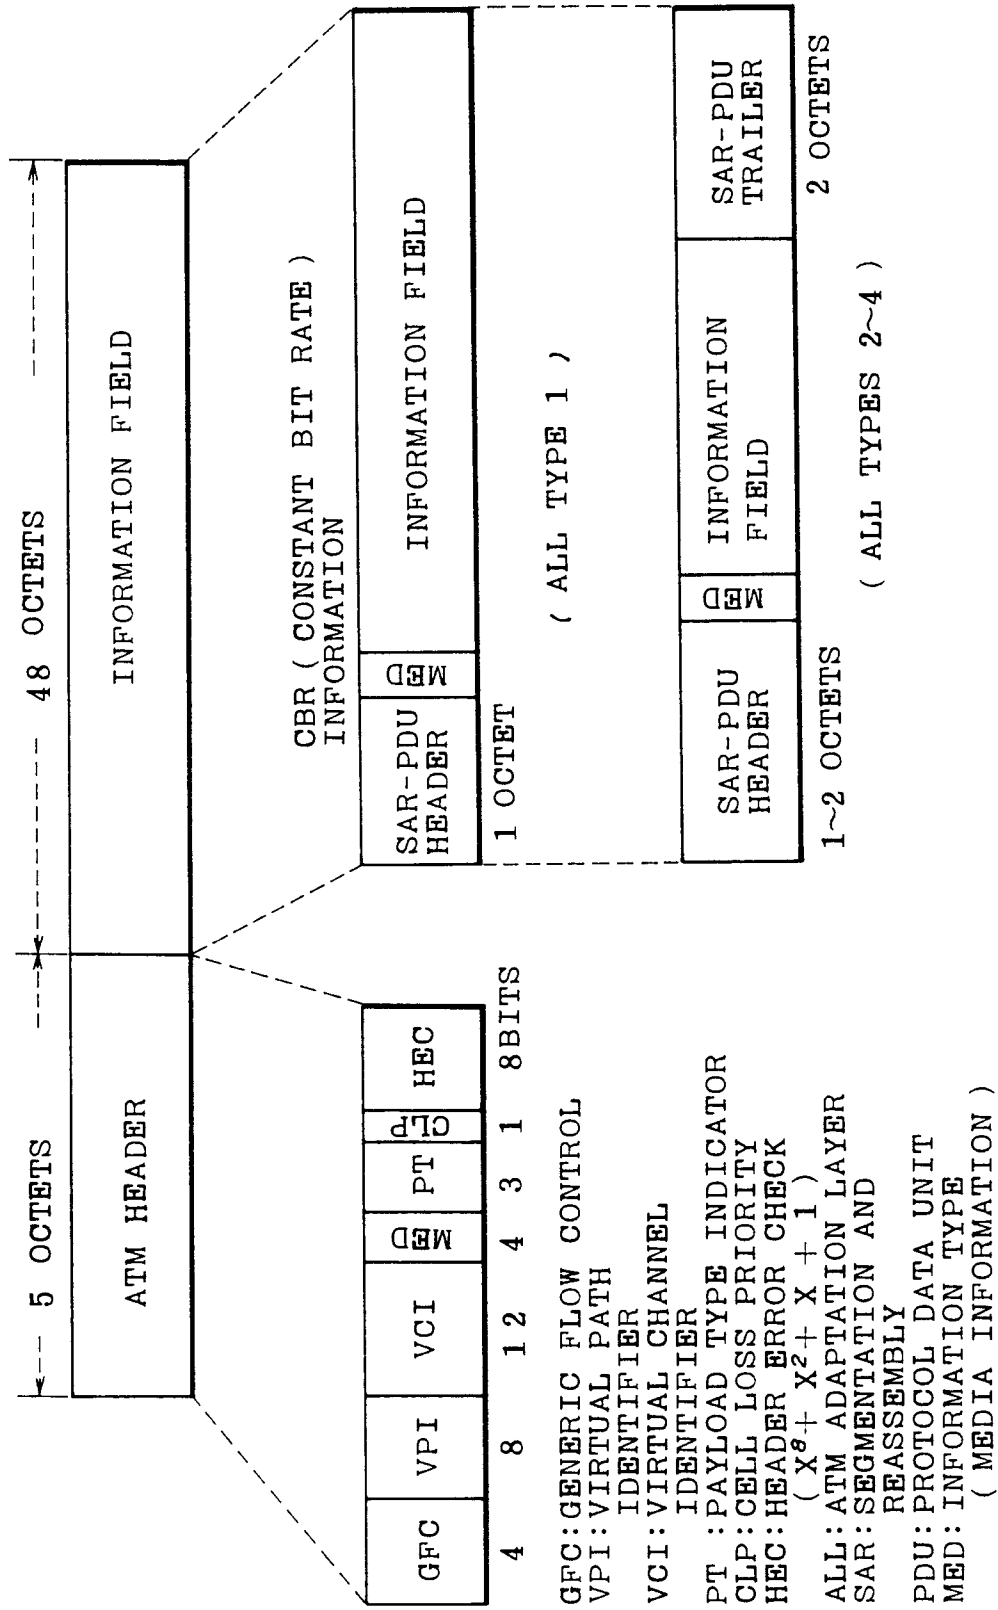 5 OCTETS
48 OCTETS
ATM HEADER
INFORMATION FIELD
CBR ( CONSTANT BIT RATE )
INFORMATION
GFC
VPI
VCI
MED
PT
CLP
HEC
4
8
12
4
3
1
8BITS
SAR-PDU
HEADER
MED
INFORMATION FIELD
1 OCTET
( ALL TYPE 1 )
SAR-PDU
HEADER
MED
INFORMATION
FIELD
SAR-PDU
TRAILER
1~2 OCTETS
2 OCTETS
( ALL TYPES 2~4 )
GFC:GENERIC FLOW CONTROL
VPI:VIRTUAL PATH
IDENTIFIER
VCI:VIRTUAL CHANNEL
IDENTIFIER
PT :PAYLOAD TYPE INDICATOR
CLP:CELL LOSS PRIORITY
HEC:HEADER ERROR CHECK
( X⁸+ X²+ X + 1 )
ALL:ATM ADAPTATION LAYER
SAR:SEGMENTATION AND
REASSEMBLY
PDU:PROTOCOL DATA UNIT
MED:INFORMATION TYPE
( MEDIA INFORMATION )